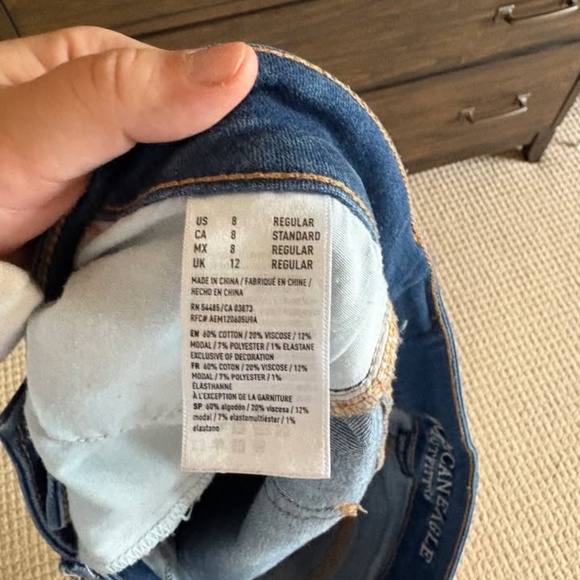 US 8 REGULAR
CA 8 STANDARD
MX 8 REGULAR
UK 12 REGULAR
MADE IN CHINA / FABRIQUÉ EN CHINE /
HECHO EN CHINA
RN 54485/CA 03873
RFC# AEM120605U9A
EN 60% COTTON / 20% VISCOSE / 12%
MODAL / 7% POLYESTER / 1% ELASTANE
EXCLUSIVE OF DECORATION
FR 60% COTON / 20% VISCOSE / 12%
MODAL / 7% POLYESTER / 1%
ÉLASTHANNE
À L'EXCEPTION DE LA GARNITURE
SP 60% algodón / 20% viscosa / 12%
modal / 7% elastomultiéster / 1%
elastano
ICAN EAGLE